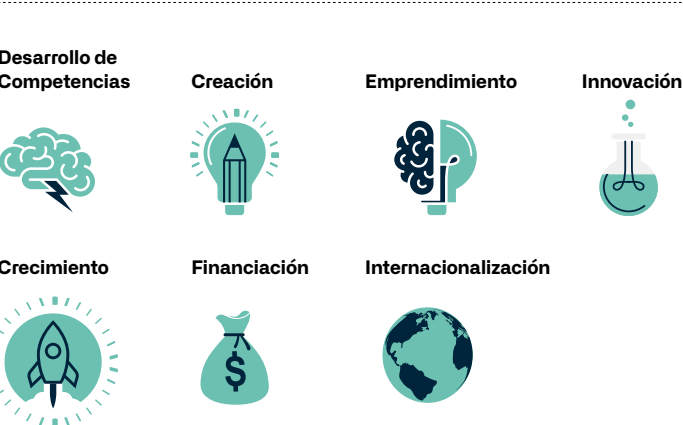 Desarrollo de
Competencias
Creación
Emprendimiento
Innovación
Crecimiento
Financiación
Internacionalización
$